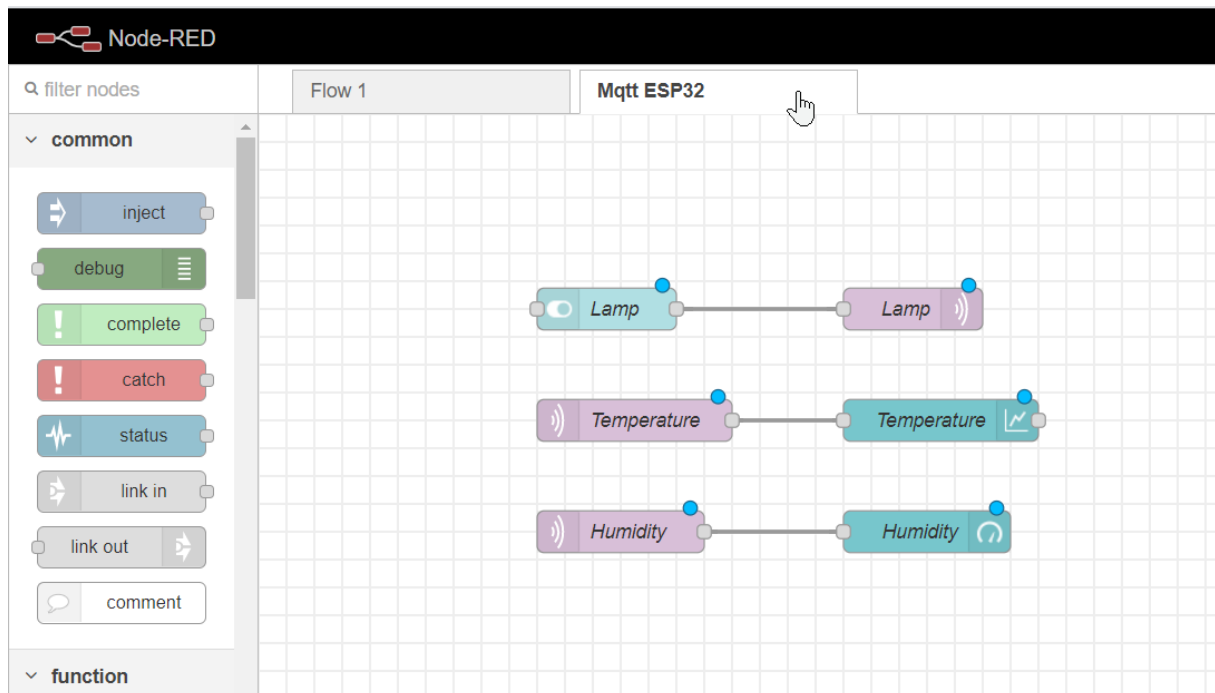 Node-RED
filter nodes
Flow 1
Mqtt ESP32
common
inject
debug
complete
catch
status
link in
link out
comment
function
Lamp
Lamp
Temperature
Temperature
Humidity
Humidity